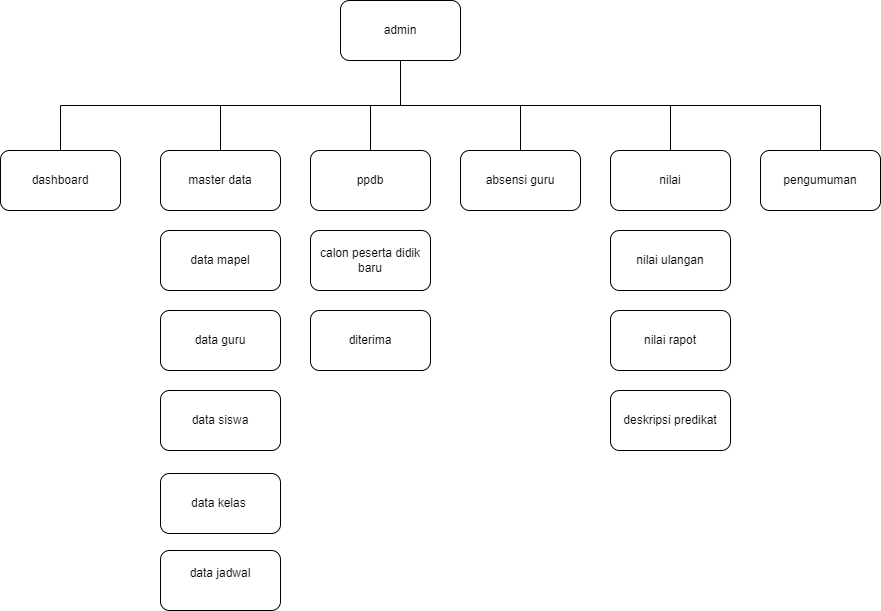 admin
dashboard
master data
ppdb
absensi guru
nilai
pengumuman
data mapel
calon peserta didik
baru
nilai ulangan
data guru
diterima
nilai rapot
data siswa
deskripsi predikat
data kelas
data jadwal